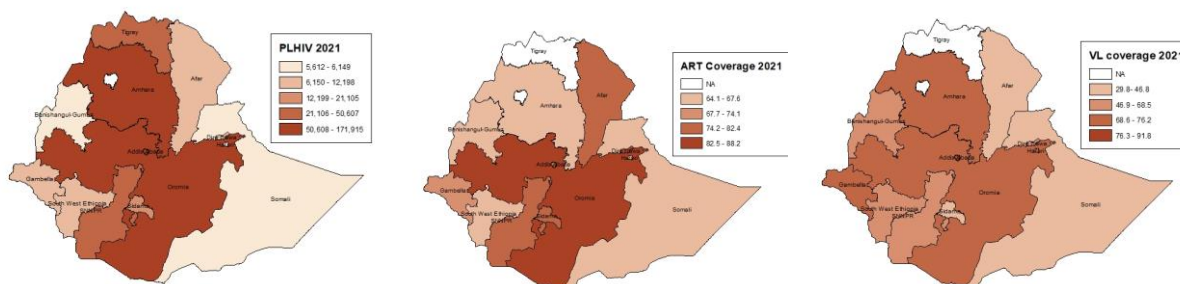 PLHIV 2021
5,612 - 6,149
6,150 - 12,198
12,199 - 21,105
21,106 - 50,607
50,608 - 171,915
Tigray
Afar
Amhara
Benishangul-Gumuz
Dire Dawa
Harari
Addis Ababa
Oromia
Gambella
South West Ethiopia
SNNPR
Sidama
Somali
ART Coverage 2021
NA
64.1 - 67.6
67.7 - 74.1
74.2 - 82.4
82.5 - 88.2
Tigray
Afar
Amhara
Benishangul-Gumuz
Dire Dawa
Harari
Addis Ababa
Oromia
Gambella
South West Ethiopia
SNNPR
Sidama
Somali
VL coverage 2021
NA
29.8 - 46.8
46.9 - 68.5
68.6 - 76.2
76.3 - 91.8
Tigray
Afar
Amhara
Benishangul-Gumuz
Dire Dawa
Harari
Addis Ababa
Oromia
Gambella
South West Ethiopia
SNNPR
Sidama
Somali